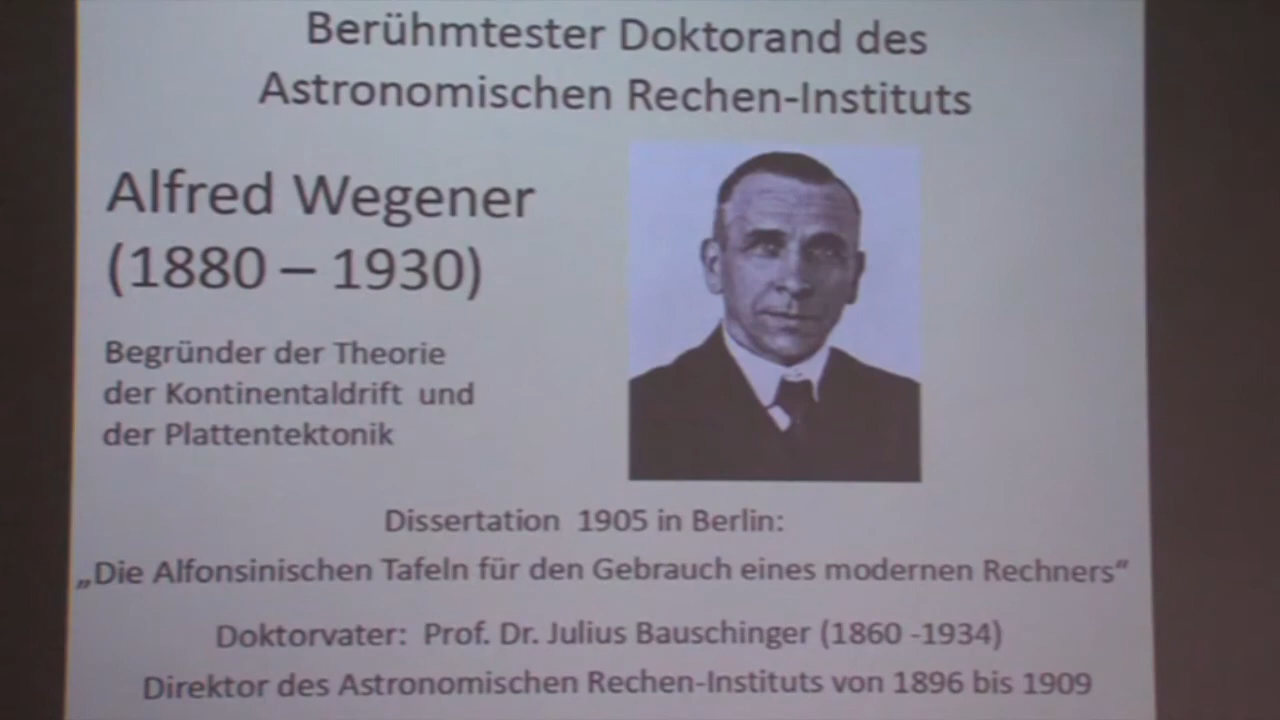 Berühmtester Doktorand des
Astronomischen Rechen-Instituts
Alfred Wegener
(1880 – 1930)
Begründer der Theorie
der Kontinentaldrift und
der Plattentektonik
Dissertation 1905 in Berlin:
„Die Alfonsinischen Tafeln für den Gebrauch eines modernen Rechners“
Doktorvater: Prof. Dr. Julius Bauschinger (1860 -1934)
Direktor des Astronomischen Rechen-Instituts von 1896 bis 1909